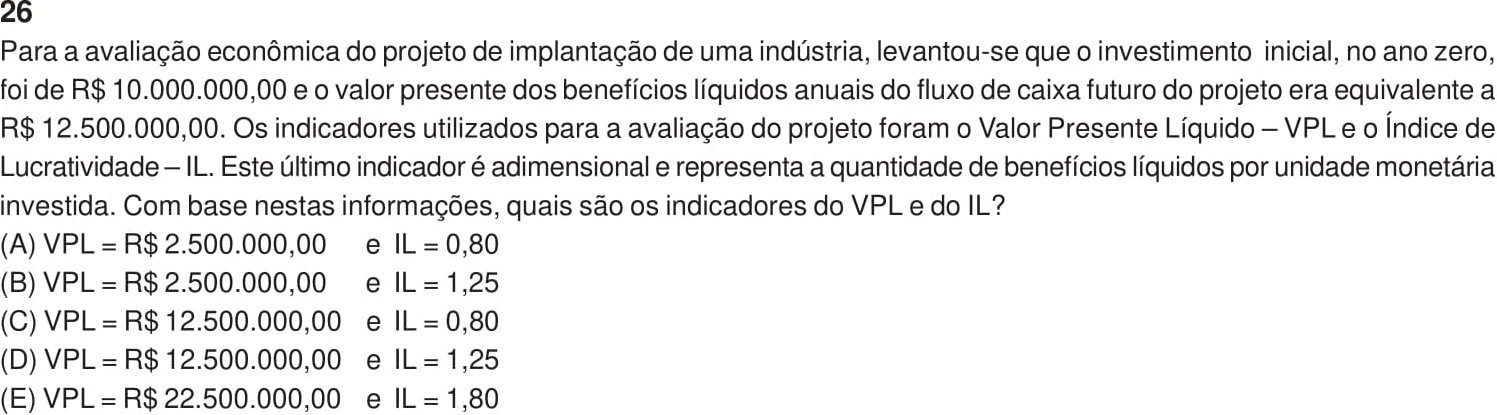 26
Para a avaliação econômica do projeto de implantação de uma indústria, levantou-se que o investimento inicial, no ano zero,
foi de R$ 10.000.000,00 e o valor presente dos benefícios líquidos anuais do fluxo de caixa futuro do projeto era equivalente a
R$ 12.500.000,00. Os indicadores utilizados para a avaliação do projeto foram o Valor Presente Líquido – VPL e o Índice de
Lucratividade – IL. Este último indicador é adimensional e representa a quantidade de benefícios líquidos por unidade monetária
investida. Com base nestas informações, quais são os indicadores do VPL e do IL?
(A) VPL = R$ 2.500.000,00 e IL = 0,80
(B) VPL = R$ 2.500.000,00 e IL = 1,25
(C) VPL = R$ 12.500.000,00 e IL = 0,80
(D) VPL = R$ 12.500.000,00 e IL = 1,25
(E) VPL = R$ 22.500.000,00 e IL = 1,80